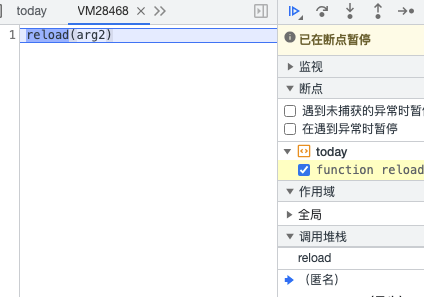 today
VM28468
1 reload(arg2)
已在断点暂停
监视
断点
遇到未捕获的异常时暂停
在遇到异常时暂停
today
function reload
作用域
全局
调用堆栈
reload
(匿名)